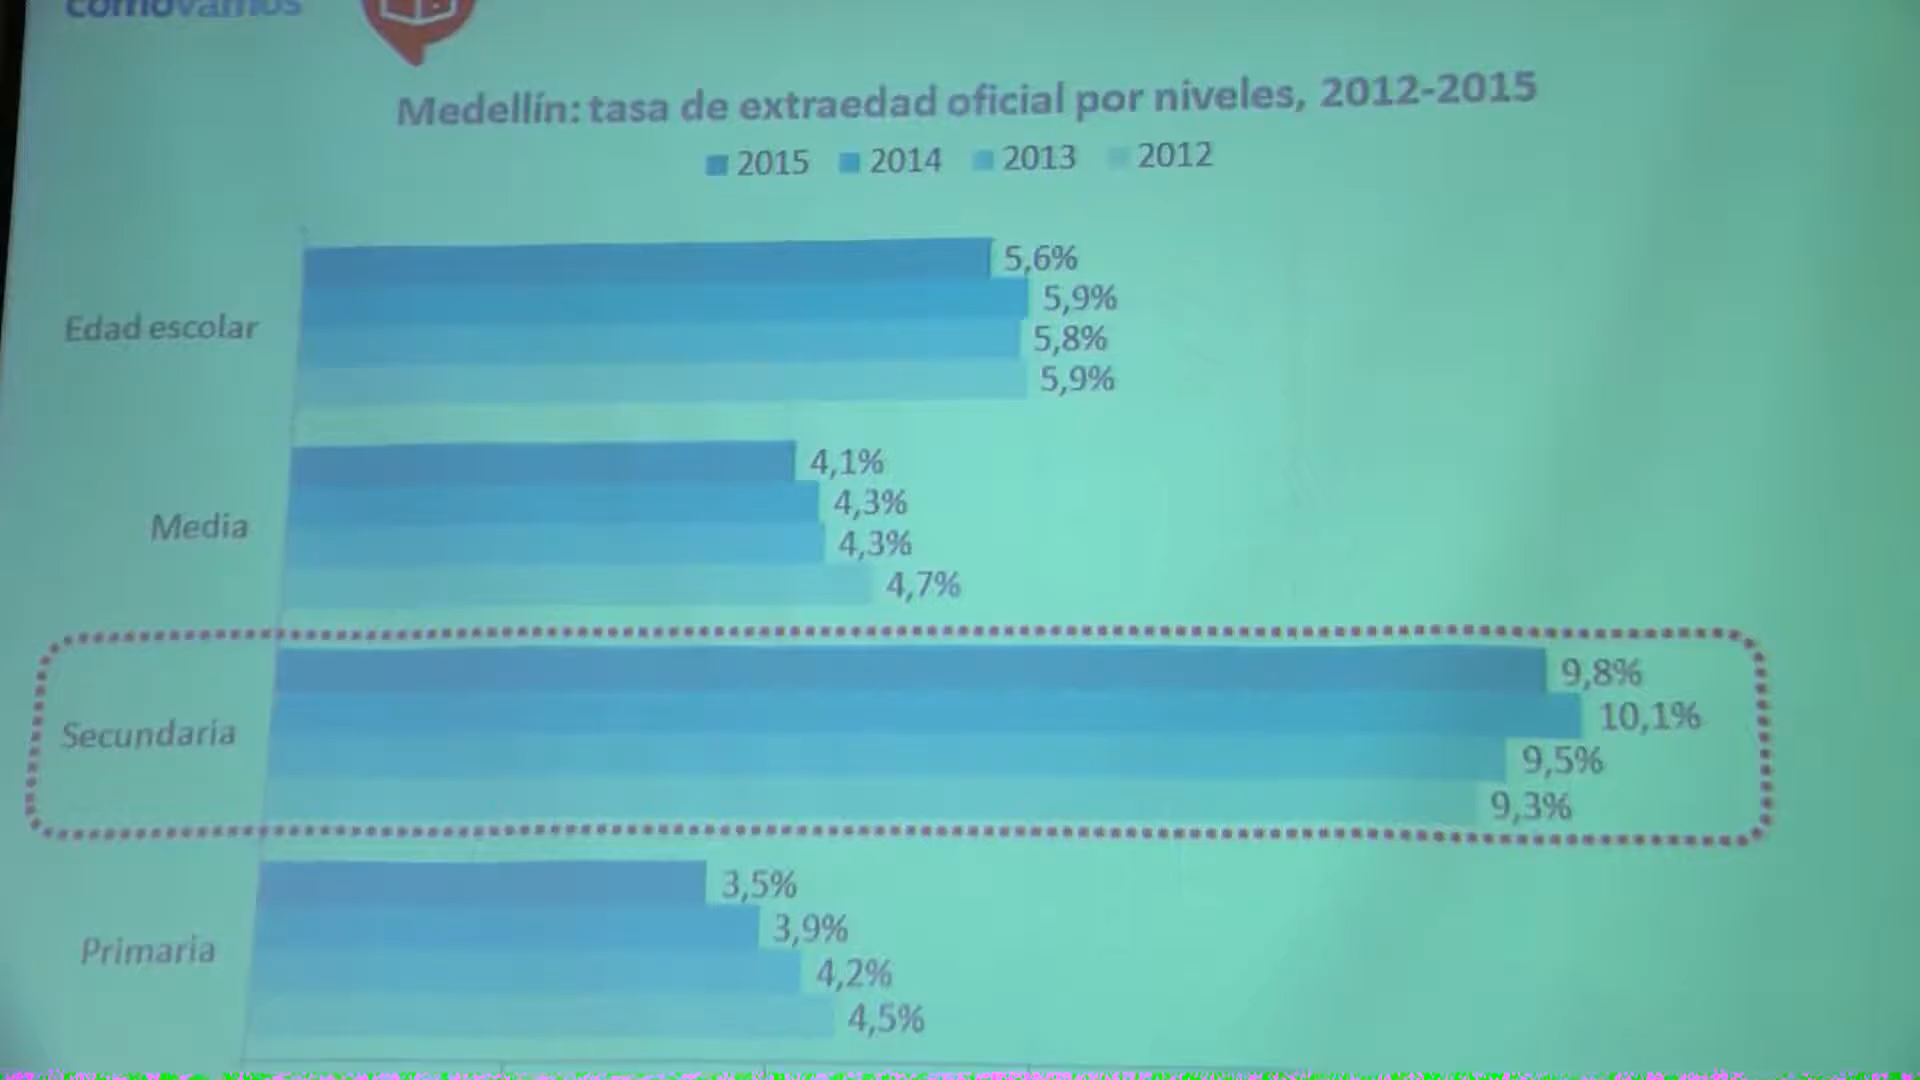 cómovamos
Medellín: tasa de extraedad oficial por niveles, 2012-2015
2015 2014 2013 2012
Edad escolar
5,6%
5,9%
5,8%
5,9%
Media
4,1%
4,3%
4,3%
4,7%
Secundaria
9,8%
10,1%
9,5%
9,3%
Primaria
3,5%
3,9%
4,2%
4,5%